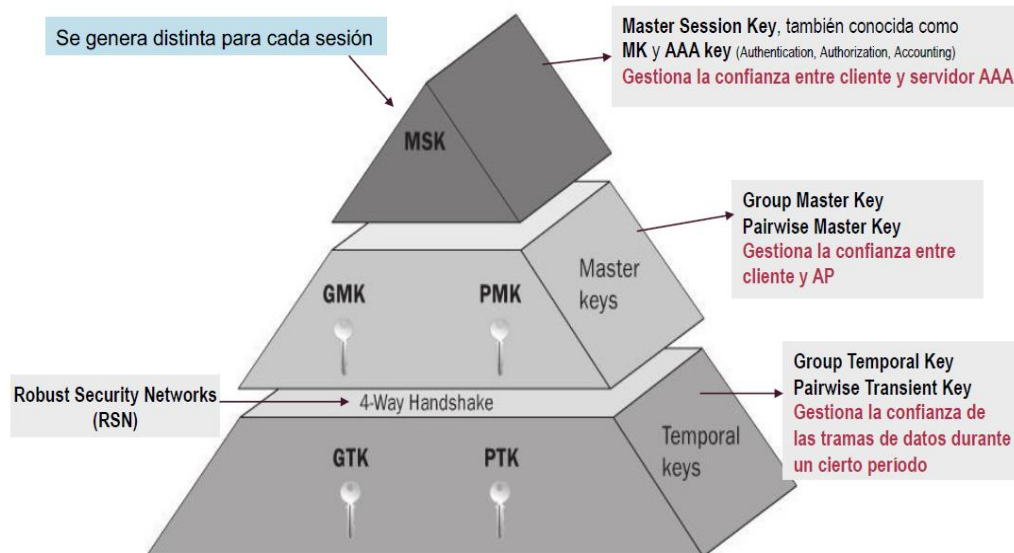 Se genera distinta para cada sesión
Master Session Key, también conocida como
MK y AAA key (Authentication, Authorization, Accounting)
Gestiona la confianza entre cliente y servidor AAA
MSK
Group Master Key
Pairwise Master Key
Gestiona la confianza entre
cliente y AP
Master
keys
GMK
PMK
Robust Security Networks
(RSN)
4-Way Handshake
Group Temporal Key
Pairwise Transient Key
Gestiona la confianza de
las tramas de datos durante
un cierto período
Temporal
keys
GTK
PTK